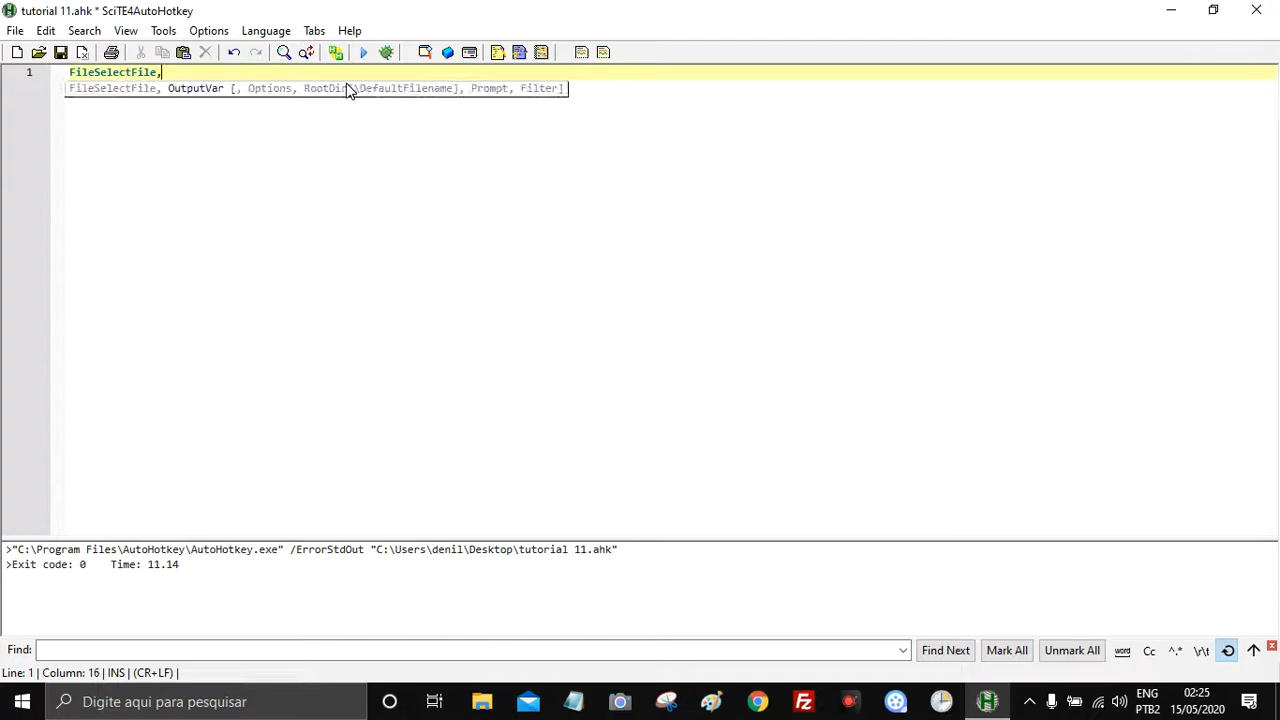 tutorial 11.ahk * SciTE4AutoHotkey
File Edit Search View Tools Options Language Tabs Help
1 FileSelectFile,
FileSelectFile, OutputVar [, Options, RootDir\DefaultFilename], Prompt, Filter]
>"C:\Program Files\AutoHotkey\AutoHotkey.exe" /ErrorStdOut "C:\Users\denil\Desktop\tutorial 11.ahk"
>Exit code: 0 Time: 11.14
Find: Find Next Mark All Unmark All word Cc .* \r\t
Line: 1 | Column: 16 | INS | (CR+LF) |
Digite aqui para pesquisar
ENG 02:25
PTB2 15/05/2020